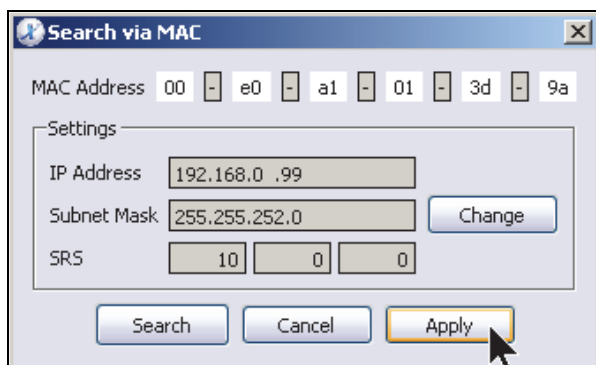 Search via MAC
MAC Address 00 - e0 - a1 - 01 - 3d - 9a
Settings
IP Address 192.168.0 .99
Subnet Mask 255.255.252.0 Change
SRS 10 0 0
Search Cancel Apply